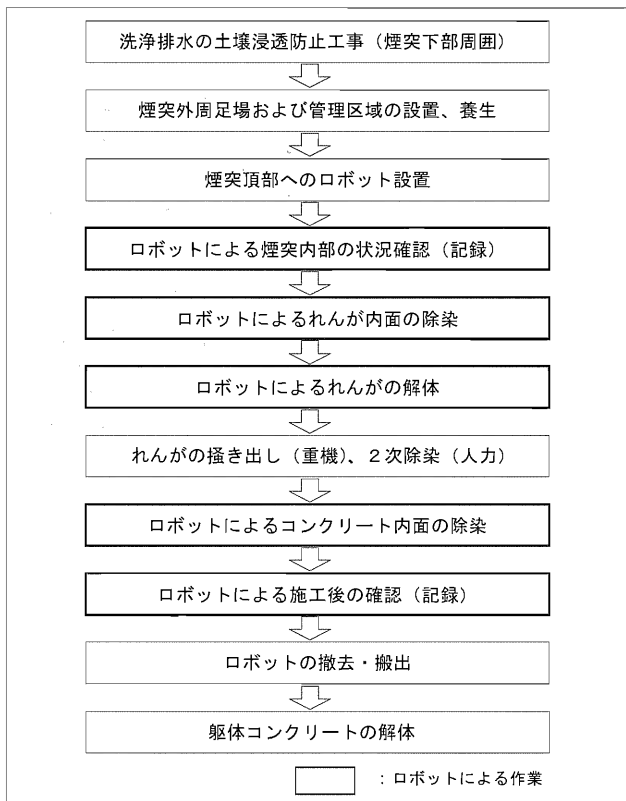 洗浄排水の土壌浸透防止工事（煙突下部周囲）
煙突外周足場および管理区域の設置、養生
煙突頂部へのロボット設置
ロボットによる煙突内部の状況確認（記録）
ロボットによるれんが内面の除染
ロボットによるれんがの解体
れんがの掻き出し（重機）、２次除染（人力）
ロボットによるコンクリート内面の除染
ロボットによる施工後の確認（記録）
ロボットの撤去・搬出
躯体コンクリートの解体
：ロボットによる作業